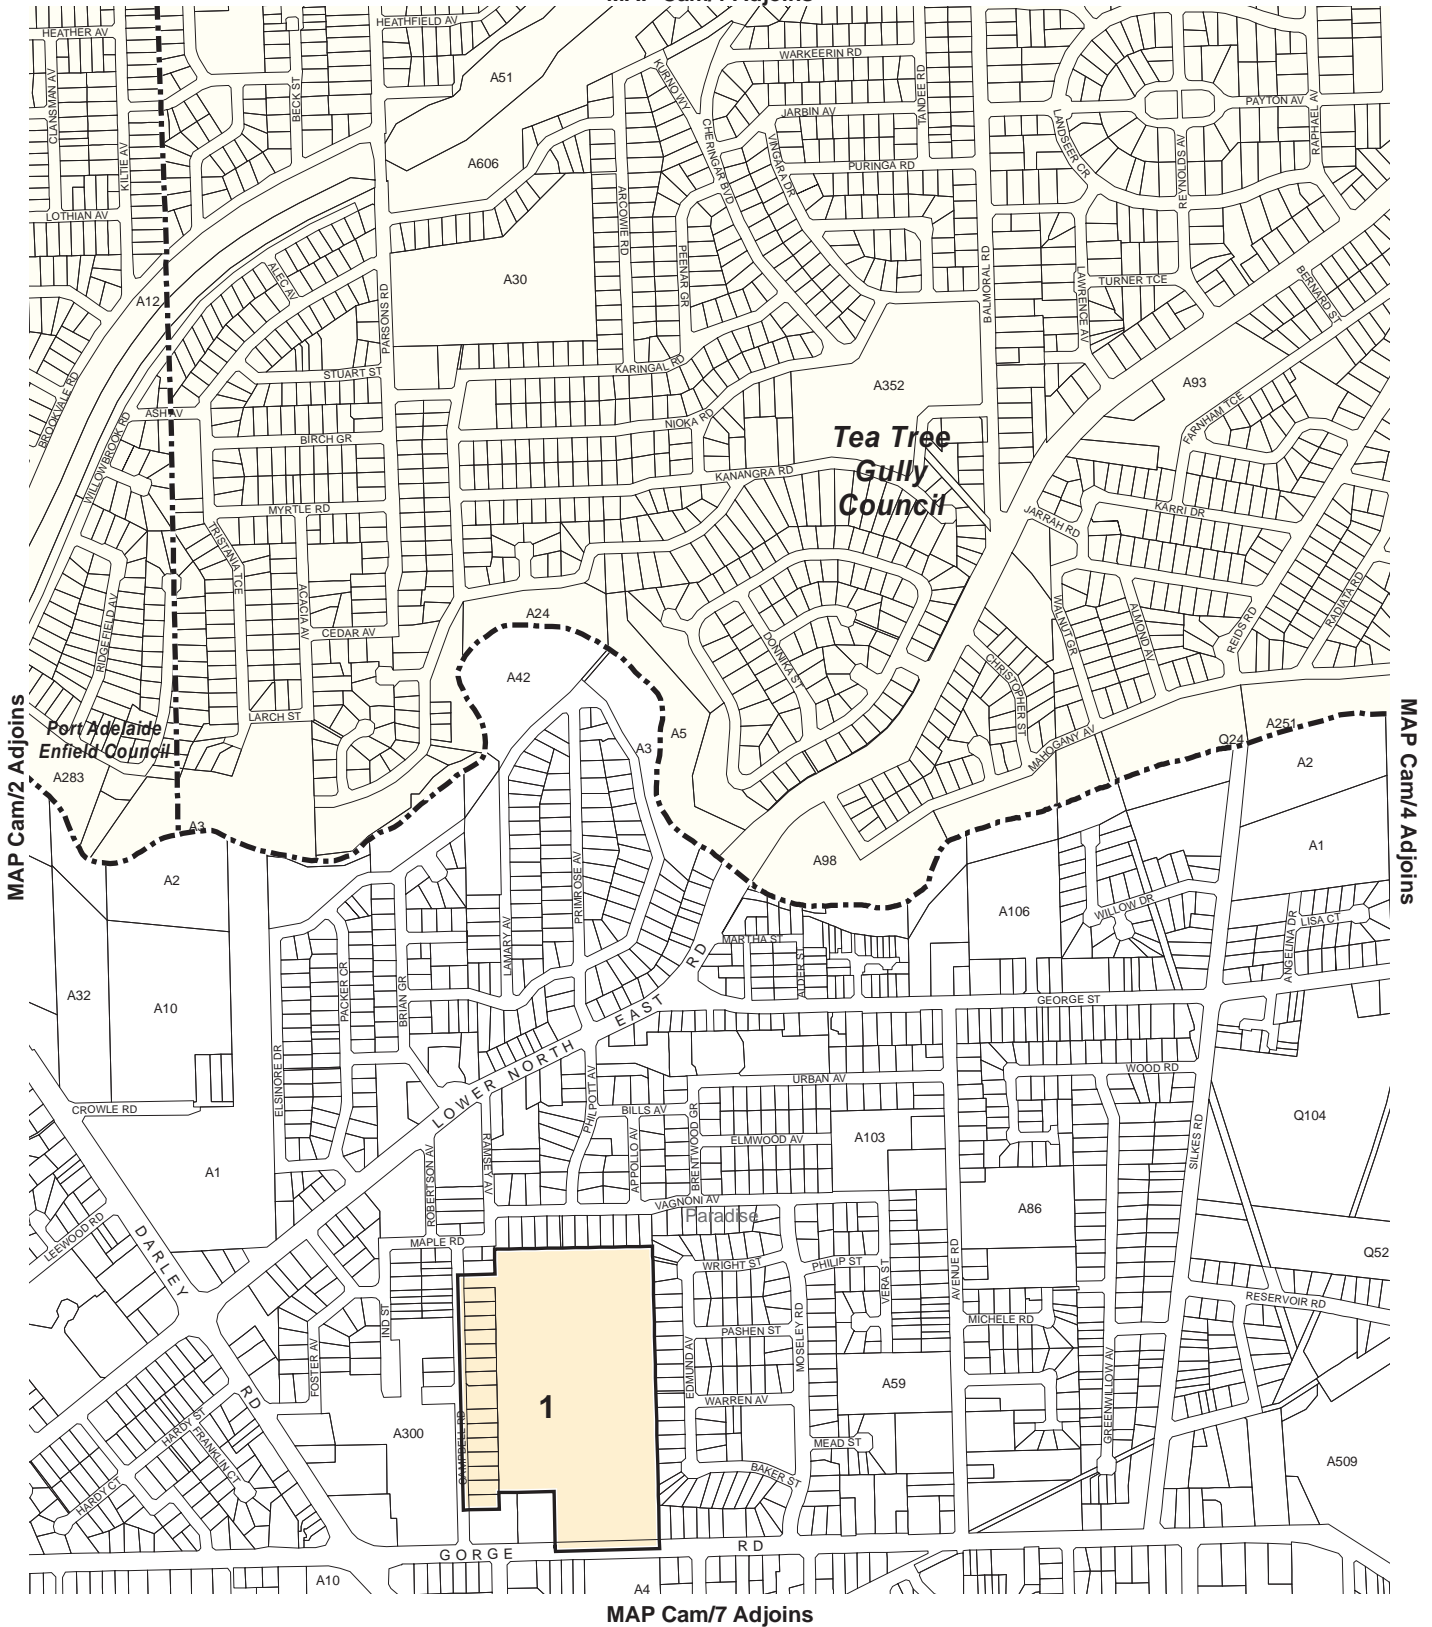 HEATHER AV
HEATHFIELD AV
A51
WARKEERIN RD
KURNO WY
TANDEE RD
CLANSMAN AV
BECK ST
JARBIN AV
PAYTON AV
LANDSEER CR
RAPHAEL AV
CHERINGAR BVD
VINGARA DR
REYNOLDS AV
KILTIE AV
A606
PURINGA RD
LOTHIAN AV
ARCOWIE RD
PEENAR GR
BALMORAL RD
LAWRENCE AV
TURNER TCE
BERNARD ST
ALEC AV
A30
A12
PARSONS RD
STUART ST
KARINGAL RD
A352
A93
BROOKVALE RD
ASH AV
WILLOWBROOK RD
NIOKA RD
FARNHAM TCE
BIRCH GR
Tea Tree
Gully
Council
KANANGRA RD
MYRTLE RD
JARRAH RD
KARRI DR
TRISTANIA TCE
RIDGEFIELD AV
ACACIA AV
CEDAR AV
A24
DONNIKA ST
WALNUT GR
ALMOND AV
REIDS RD
RADIATA RD
CHRISTOPHER ST
A42
LARCH ST
Port Adelaide
Enfield Council
A283
A3
A3
A5
MAHOGANY AV
Q24
A251
A2
A1
MAP Cam/2 Adjoins
MAP Cam/4 Adjoins
A98
A2
PRIMROSE AV
LAMARY AV
A106
WILLOW DR
ANGELINA DR
LISA CT
MARTHA ST
ALDER ST
A32
A10
PACKER CR
BRIAN GR
GEORGE ST
LOWER NORTH EAST RD
ELSINORE DR
URBAN AV
WOOD RD
CROWLE RD
PHILPOTT AV
BILLS AV
APPOLLO AV
BRENTWOOD GR
ELMWOOD AV
A103
SILKES RD
Q104
A1
ROBERTSON AV
RAMSEY AV
VAGNONI AV
Paradise
A86
LEEWOOD RD
DARLEY RD
MAPLE RD
WRIGHT ST
PHILIP ST
VERA ST
AVENUE RD
Q52
RESERVOIR RD
IND ST
FOSTER AV
PASHEN ST
MOSELEY RD
MICHELE RD
EDMUND AV
WARREN AV
A59
GREENWILLOW AV
1
HARDY ST
FRANKLIN CT
HARDY CT
A300
CAMPBELL RD
MEAD ST
BAKER ST
A509
GORGE RD
A10
A4
MAP Cam/7 Adjoins